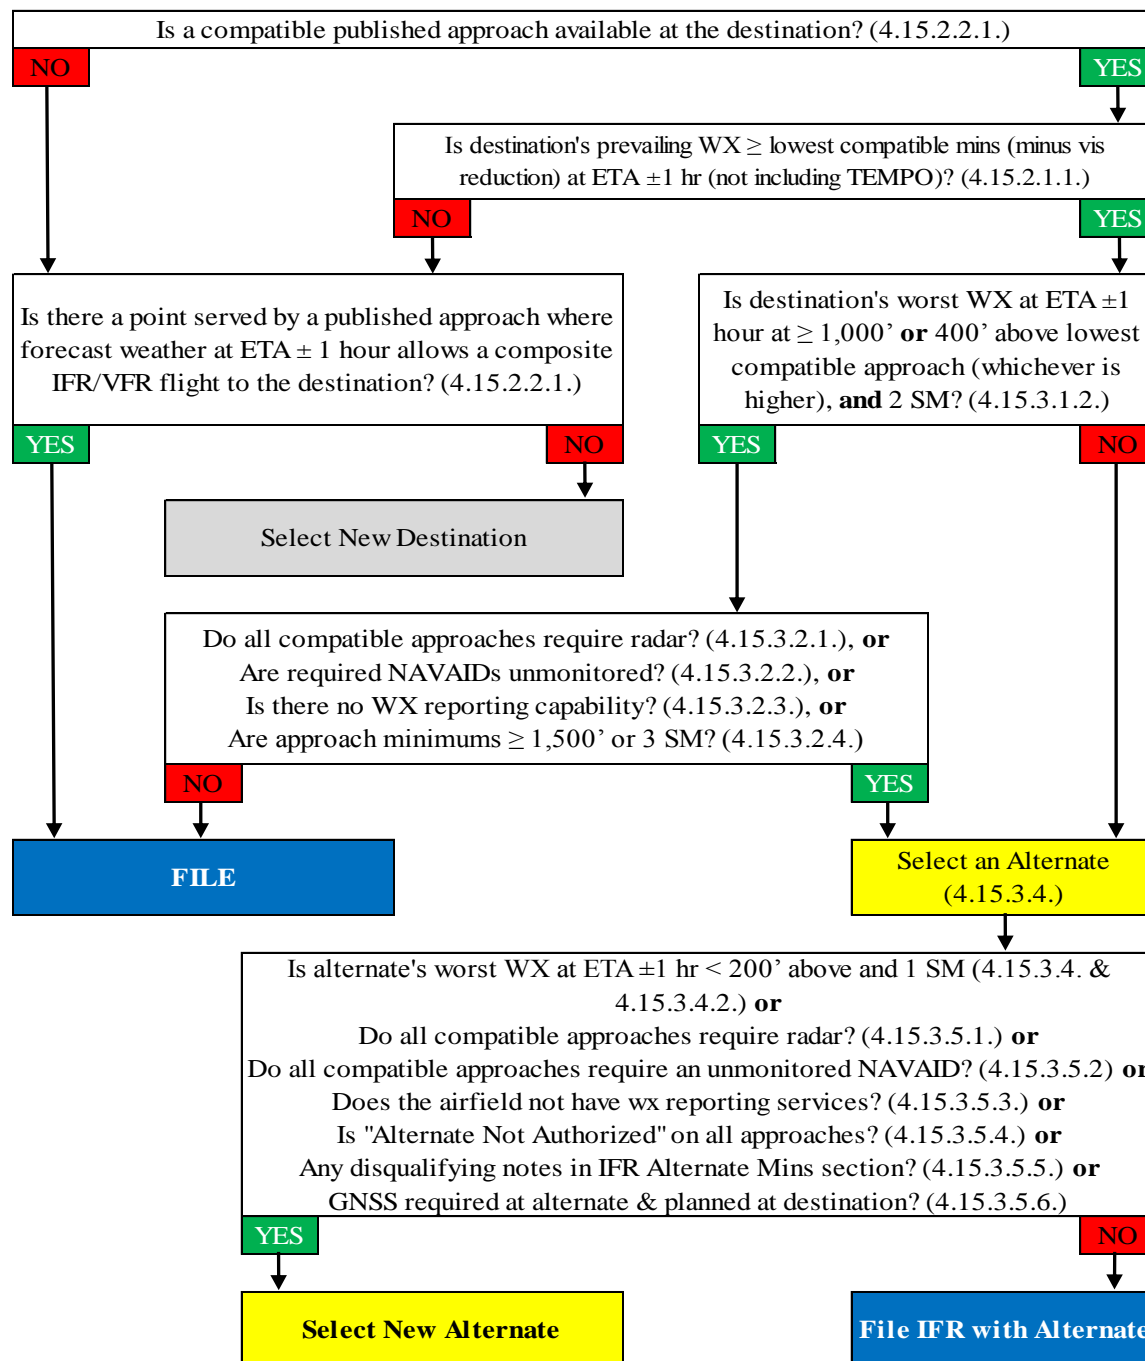 Is a compatible published approach available at the destination? (4.15.2.2.1.)
NO
YES
Is destination's prevailing WX ≥ lowest compatible mins (minus vis
reduction) at ETA ±1 hr (not including TEMPO)? (4.15.2.1.1.)
NO
YES
Is there a point served by a published approach where
forecast weather at ETA ± 1 hour allows a composite
IFR/VFR flight to the destination? (4.15.2.2.1.)
YES
NO
Is destination's worst WX at ETA ±1
hour at ≥ 1,000’ or 400’ above lowest
compatible approach (whichever is
higher), and 2 SM? (4.15.3.1.2.)
YES
NO
Select New Destination
Do all compatible approaches require radar? (4.15.3.2.1.), or
Are required NAVAIDs unmonitored? (4.15.3.2.2.), or
Is there no WX reporting capability? (4.15.3.2.3.), or
Are approach minimums ≥ 1,500’ or 3 SM? (4.15.3.2.4.)
NO
YES
FILE
Select an Alternate
(4.15.3.4.)
Is alternate's worst WX at ETA ±1 hr < 200’ above and 1 SM (4.15.3.4. &
4.15.3.4.2.) or
Do all compatible approaches require radar? (4.15.3.5.1.) or
Do all compatible approaches require an unmonitored NAVAID? (4.15.3.5.2) or
Does the airfield not have wx reporting services? (4.15.3.5.3.) or
Is "Alternate Not Authorized" on all approaches? (4.15.3.5.4.) or
Any disqualifying notes in IFR Alternate Mins section? (4.15.3.5.5.) or
GNSS required at alternate & planned at destination? (4.15.3.5.6.)
YES
NO
Select New Alternate
File IFR with Alternate